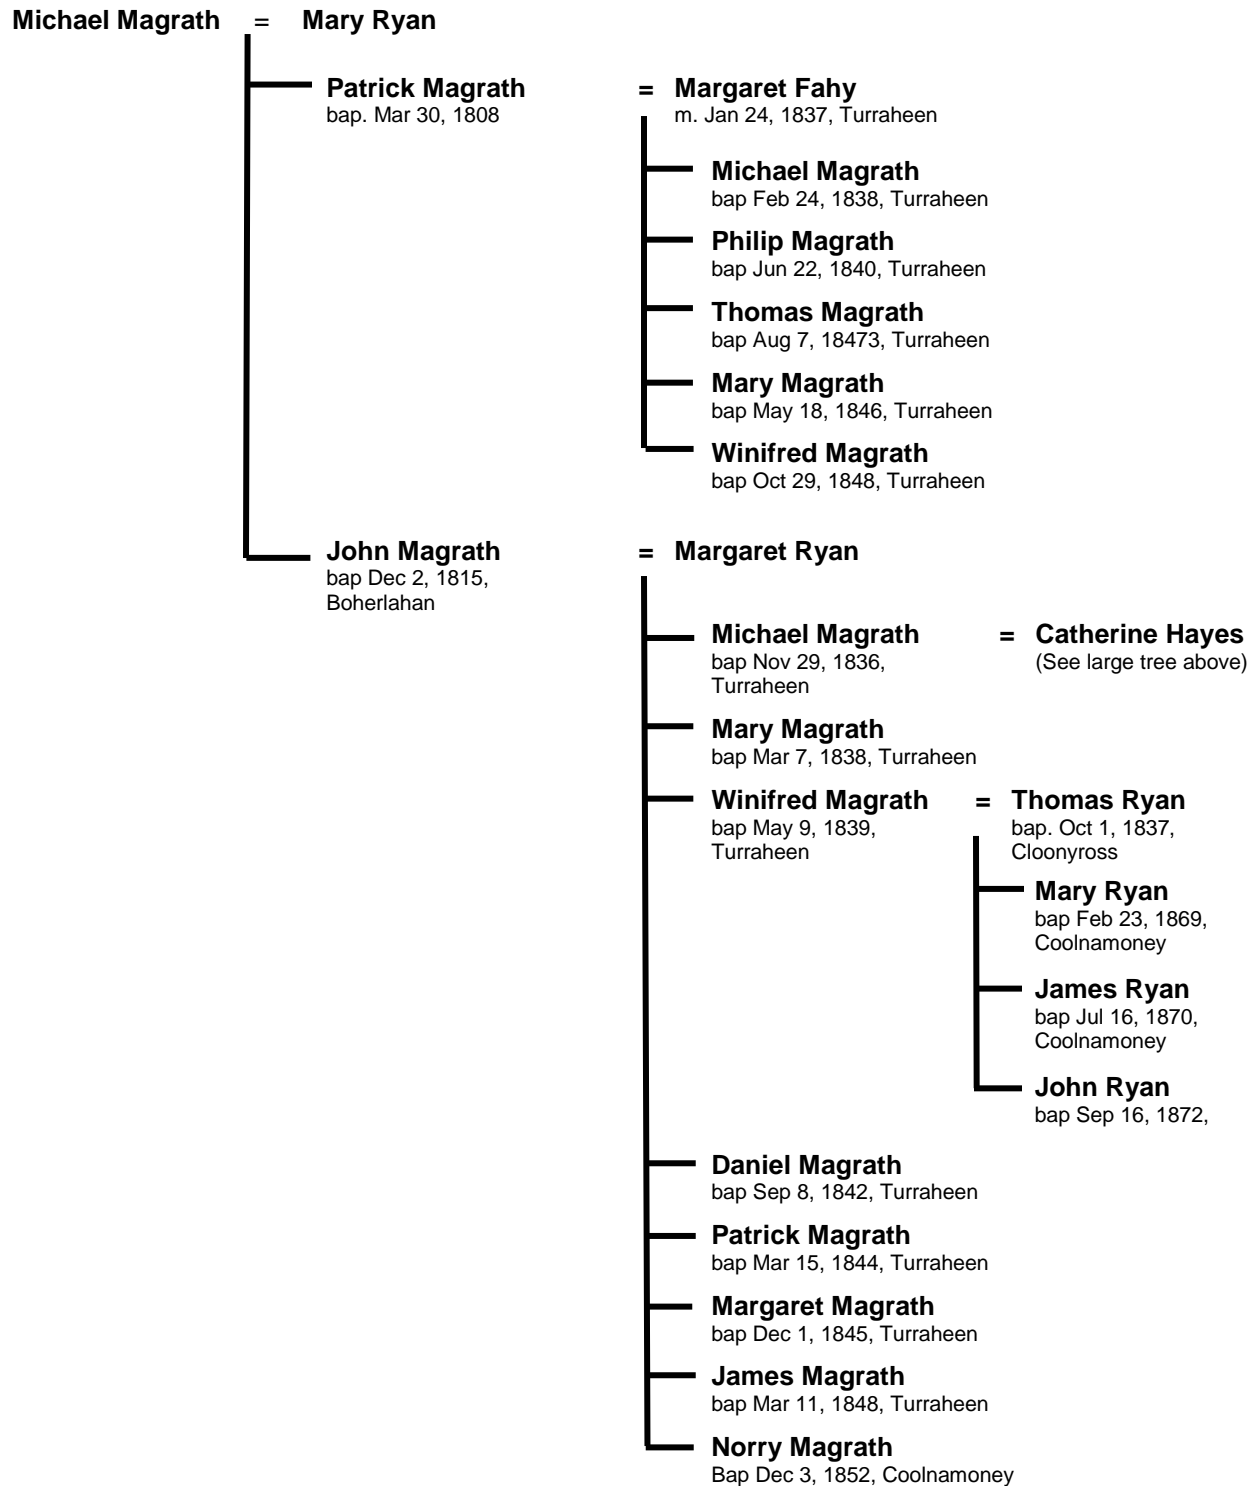 Michael Magrath = Mary Ryan
Patrick Magrath = Margaret Fahy
bap. Mar 30, 1808
m. Jan 24, 1837, Turraheen
Michael Magrath
bap Feb 24, 1838, Turraheen
Philip Magrath
bap Jun 22, 1840, Turraheen
Thomas Magrath
bap Aug 7, 18473, Turraheen
Mary Magrath
bap May 18, 1846, Turraheen
Winifred Magrath
bap Oct 29, 1848, Turraheen
John Magrath = Margaret Ryan
bap Dec 2, 1815,
Boherlahan
Michael Magrath = Catherine Hayes
bap Nov 29, 1836,
Turraheen
(See large tree above)
Mary Magrath
bap Mar 7, 1838, Turraheen
Winifred Magrath = Thomas Ryan
bap May 9, 1839,
Turraheen
bap. Oct 1, 1837,
Cloonyross
Mary Ryan
bap Feb 23, 1869,
Coolnamoney
James Ryan
bap Jul 16, 1870,
Coolnamoney
John Ryan
bap Sep 16, 1872,
Daniel Magrath
bap Sep 8, 1842, Turraheen
Patrick Magrath
bap Mar 15, 1844, Turraheen
Margaret Magrath
bap Dec 1, 1845, Turraheen
James Magrath
bap Mar 11, 1848, Turraheen
Norry Magrath
Bap Dec 3, 1852, Coolnamoney